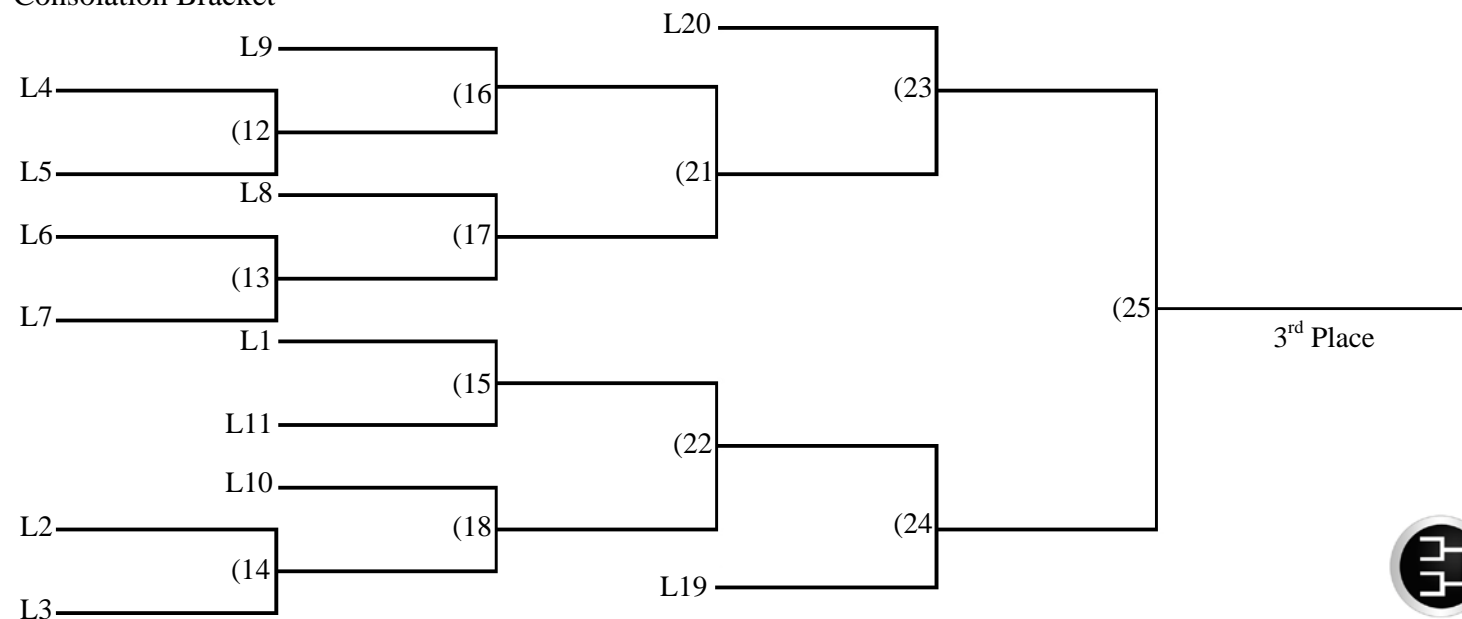 Consolation Bracket
L20
L9
L4
(16
(23
(12
L5
(21
L8
L6
(17
(13
L7
(25
L1
3rd Place
(15
L11
(22
L10
L2
(18
(24
(14
L19
L3